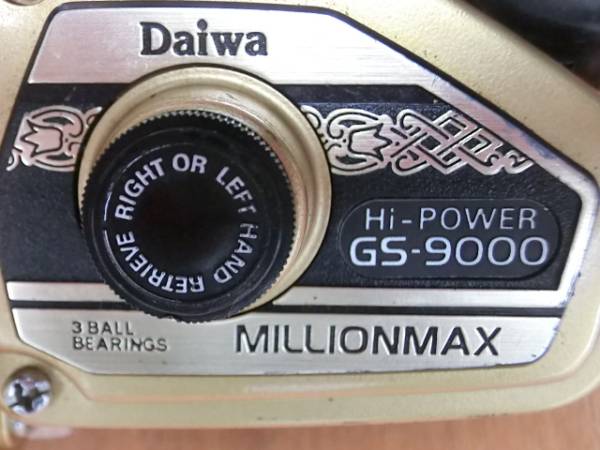 Daiwa
RIGHT OR LEFT HAND RETRIEVE
Hi-POWER
GS-9000
3 BALL
BEARINGS
MILLIONMAX